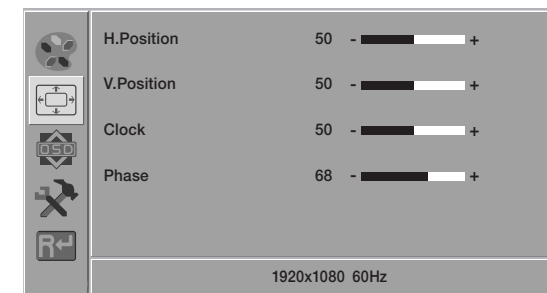 H.Position 50 - +
V.Position 50 - +
OSD
Clock 50 - +
Phase 68 - +
R
1920x1080 60Hz